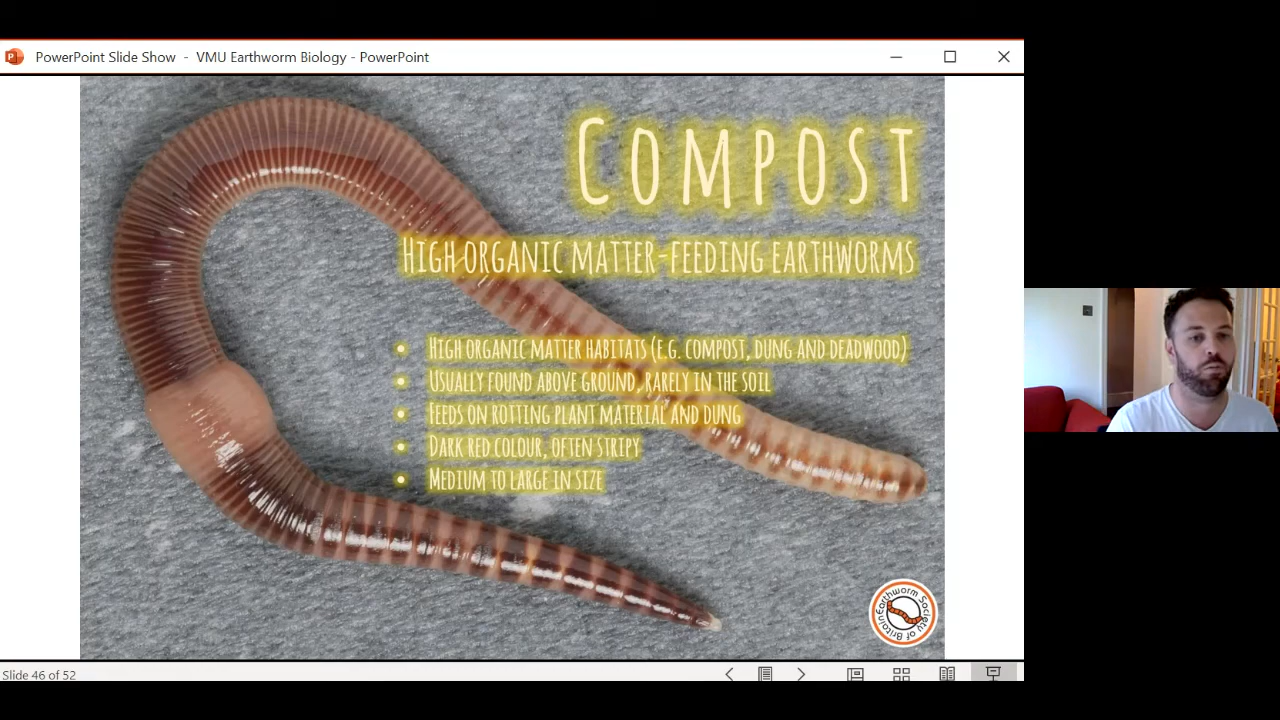 PowerPoint Slide Show - VMU Earthworm Biology - PowerPoint
COMPOST
HIGH ORGANIC MATTER-FEEDING EARTHWORMS
• HIGH ORGANIC MATTER HABITATS (E.G. COMPOST, DUNG AND DEADWOOD)
• USUALLY FOUND ABOVE GROUND, RARELY IN THE SOIL
• FEEDS ON ROTTING PLANT MATERIAL AND DUNG
• DARK RED COLOUR, OFTEN STRIPY
• MEDIUM TO LARGE IN SIZE
Earthworm Society of Britain
Slide 46 of 52